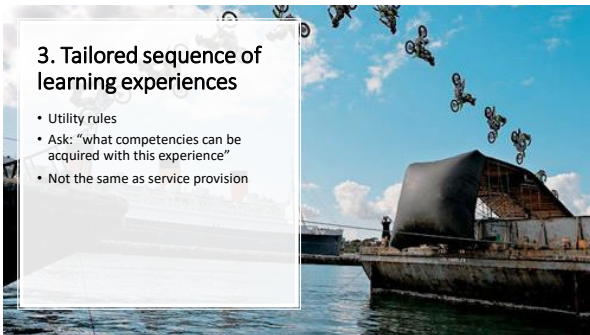 3. Tailored sequence of
learning experiences
• Utility rules
• Ask: “what competencies can be
acquired with this experience”
• Not the same as service provision